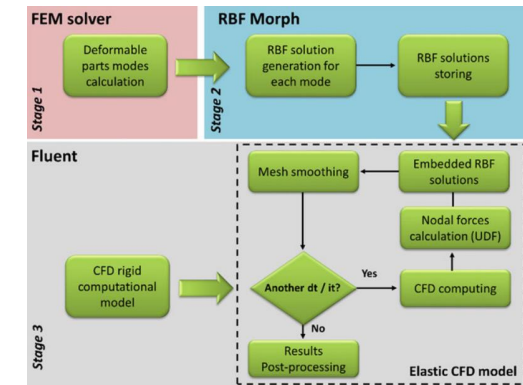 FEM solver
Deformable
parts modes
calculation
Stage 1
RBF Morph
RBF solution
generation for
each mode
RBF solutions
storing
Stage 2
Fluent
Mesh smoothing
Embedded RBF
solutions
Nodal forces
calculation (UDF)
CFD rigid
computational
model
Another dt / it?
Yes
CFD computing
No
Results
Post-processing
Stage 3
Elastic CFD model